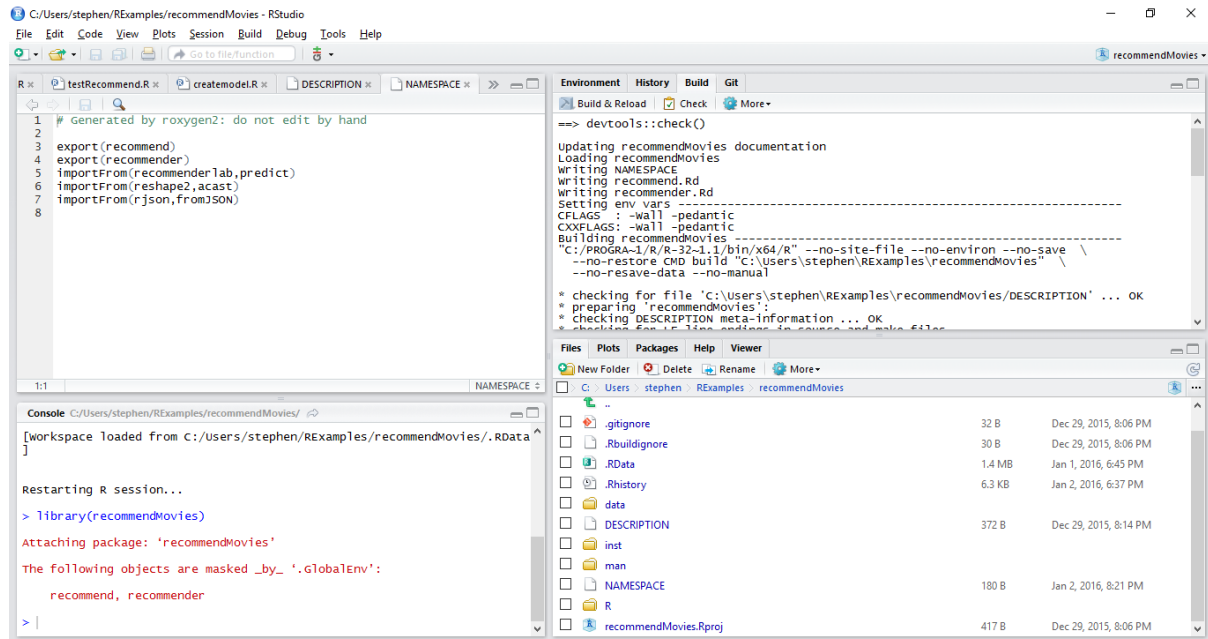 C:/Users/stephen/RExamples/recommendMovies - RStudio
File Edit Code View Plots Session Build Debug Tools Help
Go to file/function
recommendMovies
R testRecommend.R createmodel.R DESCRIPTION NAMESPACE
1 # Generated by roxygen2: do not edit by hand
2
3 export(recommend)
4 export(recommender)
5 importFrom(recommenderlab,predict)
6 importFrom(reshape2,acast)
7 importFrom(rjson,fromJSON)
8
1:1 NAMESPACE
Console C:/Users/stephen/RExamples/recommendMovies/
[Workspace loaded from C:/Users/stephen/RExamples/recommendMovies/.RData
]
Restarting R session...
> library(recommendMovies)
Attaching package: ‘recommendMovies’
The following objects are masked _by_ ‘.GlobalEnv’:
recommend, recommender
>
Environment History Build Git
Build & Reload Check More
==> devtools::check()
Updating recommendMovies documentation
Loading recommendMovies
Writing NAMESPACE
Writing recommend.Rd
Writing recommender.Rd
Setting env vars ----------------------------------------------------------
CFLAGS : -Wall -pedantic
CXXFLAGS: -Wall -pedantic
Building recommendMovies --------------------------------------------------
"C:/PROGRA~1/R/R-32~1.1/bin/x64/R" --no-site-file --no-environ --no-save \
--no-restore CMD build "C:\Users\stephen\RExamples\recommendMovies" \
--no-resave-data --no-manual
* checking for file 'C:\Users\stephen\RExamples\recommendMovies/DESCRIPTION' ... OK
* preparing 'recommendMovies':
* checking DESCRIPTION meta-information ... OK
* checking for LF line-endings in source and make files
Files Plots Packages Help Viewer
New Folder Delete Rename More
C: Users stephen RExamples recommendMovies
..
.gitignore 32 B Dec 29, 2015, 8:06 PM
.Rbuildignore 30 B Dec 29, 2015, 8:06 PM
.RData 1.4 MB Jan 1, 2016, 6:45 PM
.Rhistory 6.3 KB Jan 2, 2016, 6:37 PM
data
DESCRIPTION 372 B Dec 29, 2015, 8:14 PM
inst
man
NAMESPACE 180 B Jan 2, 2016, 8:21 PM
R
recommendMovies.Rproj 417 B Dec 29, 2015, 8:06 PM